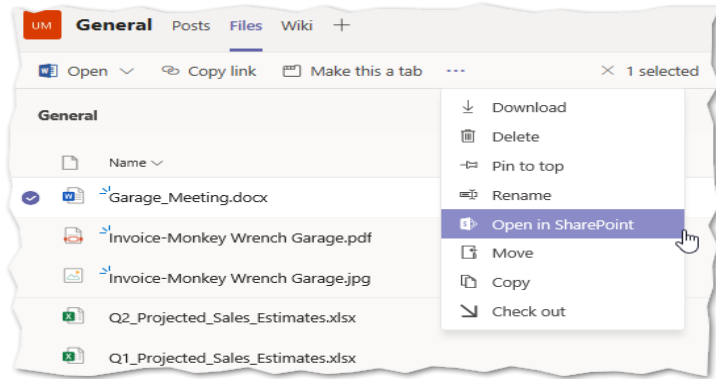 UM General Posts Files Wiki +
Open Copy link Make this a tab ... × 1 selected
General
Name
Garage_Meeting.docx
Invoice-Monkey Wrench Garage.pdf
Invoice-Monkey Wrench Garage.jpg
Q2_Projected_Sales_Estimates.xlsx
Q1_Projected_Sales_Estimates.xlsx
Download
Delete
Pin to top
Rename
Open in SharePoint
Move
Copy
Check out